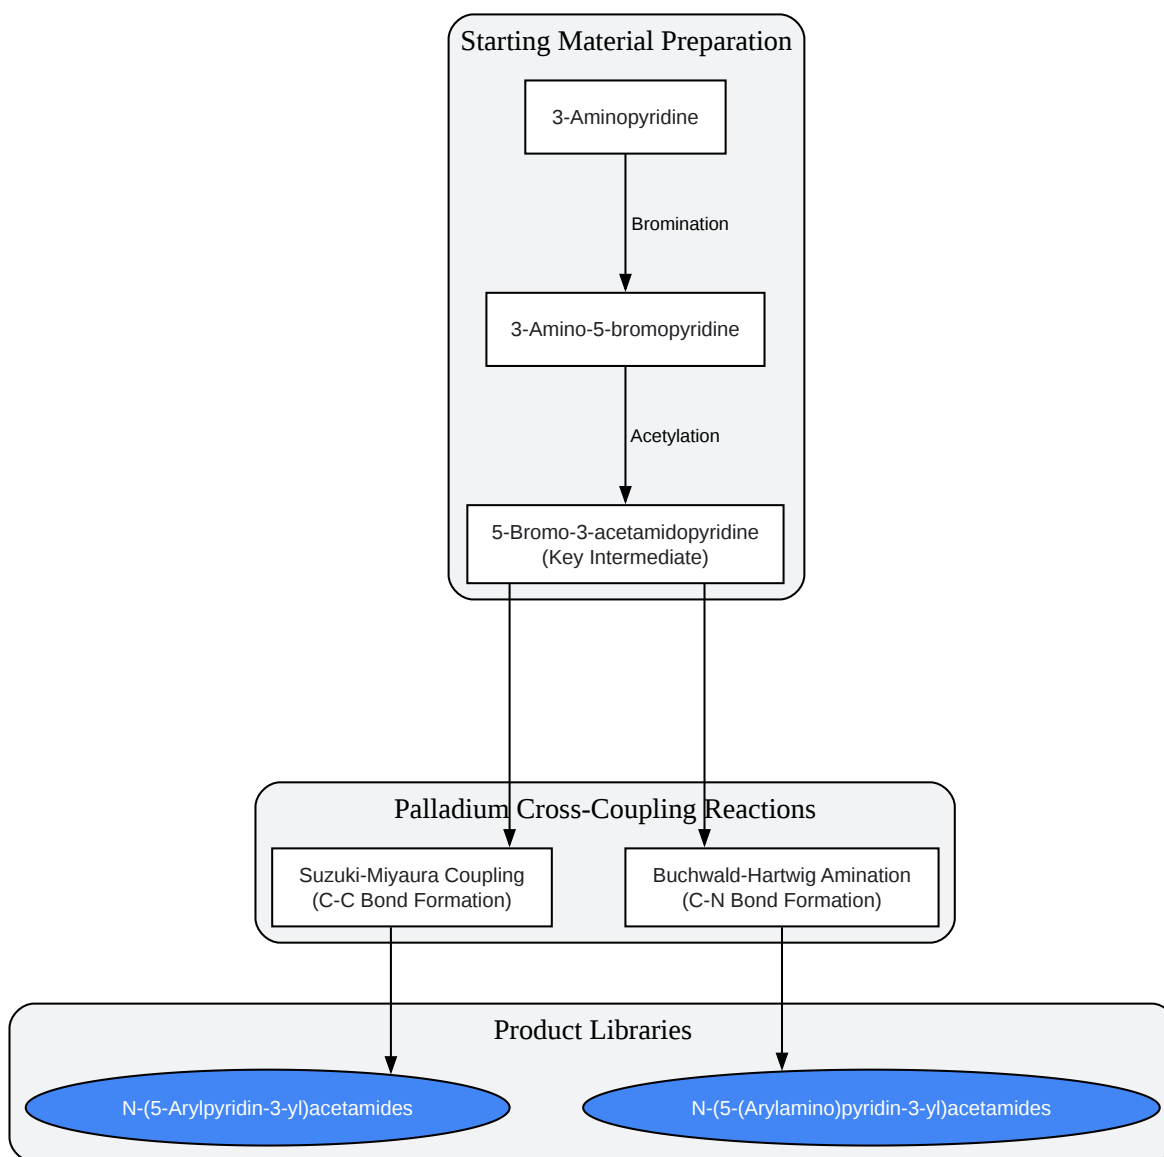 Starting Material Preparation
3-Aminopyridine
Bromination
3-Amino-5-bromopyridine
Acetylation
5-Bromo-3-acetamidopyridine
(Key Intermediate)
Palladium Cross-Coupling Reactions
Suzuki-Miyaura Coupling
(C-C Bond Formation)
Buchwald-Hartwig Amination
(C-N Bond Formation)
Product Libraries
N-(5-Arylpyridin-3-yl)acetamides
N-(5-(Arylamino)pyridin-3-yl)acetamides